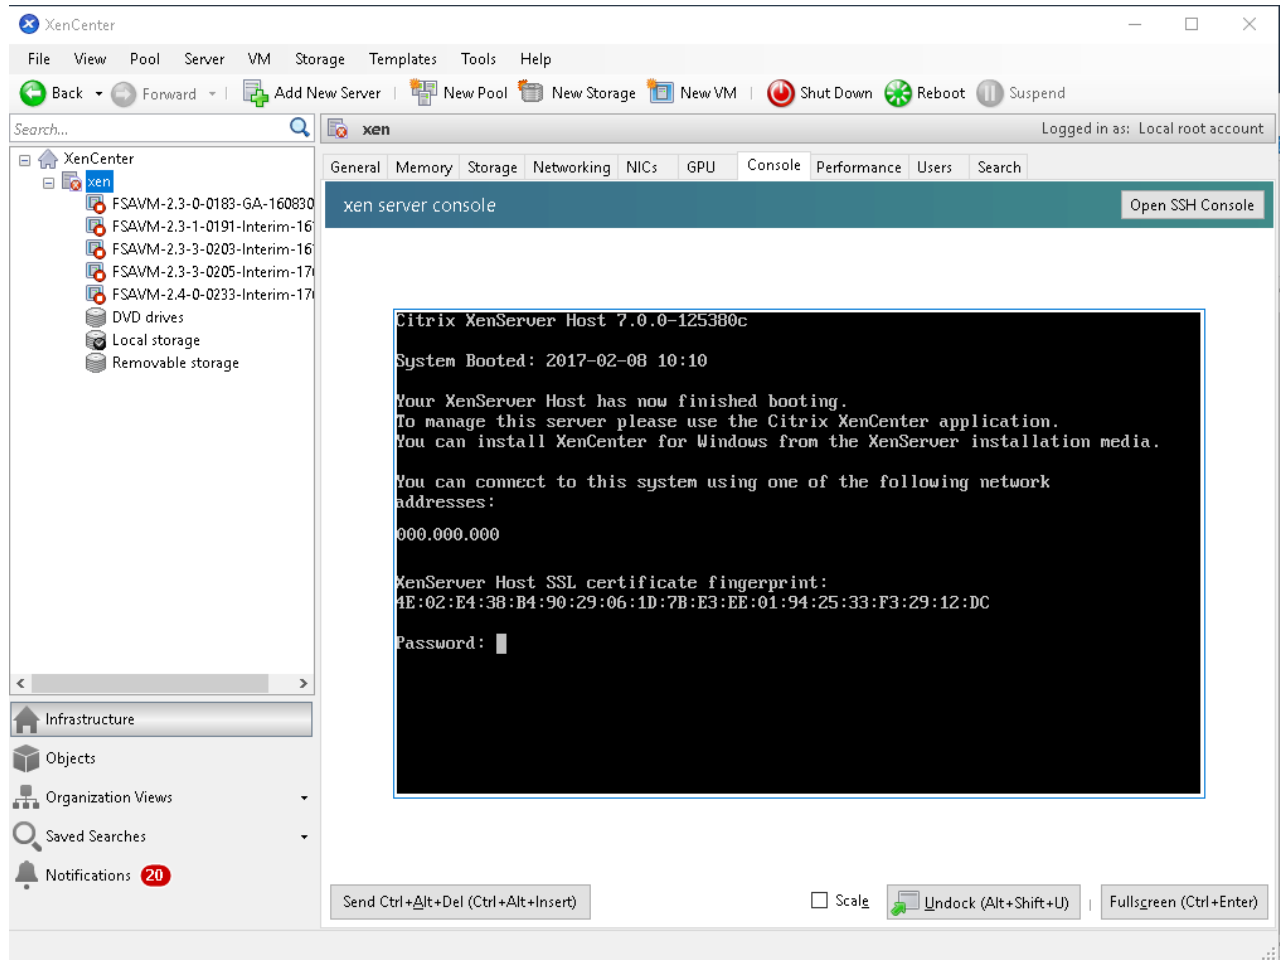 XenCenter
File View Pool Server VM Storage Templates Tools Help
Back Forward Add New Server New Pool New Storage New VM Shut Down Reboot Suspend
Search...
xen
Logged in as: Local root account
XenCenter
xen
FSAVM-2.3-0-0183-GA-160830
FSAVM-2.3-1-0191-Interim-16
FSAVM-2.3-3-0203-Interim-16
FSAVM-2.3-3-0205-Interim-17
FSAVM-2.4-0-0233-Interim-17
DVD drives
Local storage
Removable storage
General Memory Storage Networking NICs GPU Console Performance Users Search
xen server console
Open SSH Console
Citrix XenServer Host 7.0.0-125380c
System Booted: 2017-02-08 10:10
Your XenServer Host has now finished booting.
To manage this server please use the Citrix XenCenter application.
You can install XenCenter for Windows from the XenServer installation media.
You can connect to this system using one of the following network
addresses:
000.000.000
XenServer Host SSL certificate fingerprint:
4E:02:E4:38:B4:90:29:06:1D:7B:E3:EE:01:94:25:33:F3:29:12:DC
Password:
Infrastructure
Objects
Organization Views
Saved Searches
Notifications 20
Send Ctrl+Alt+Del (Ctrl+Alt+Insert)
Scale
Undock (Alt+Shift+U)
Fullscreen (Ctrl+Enter)